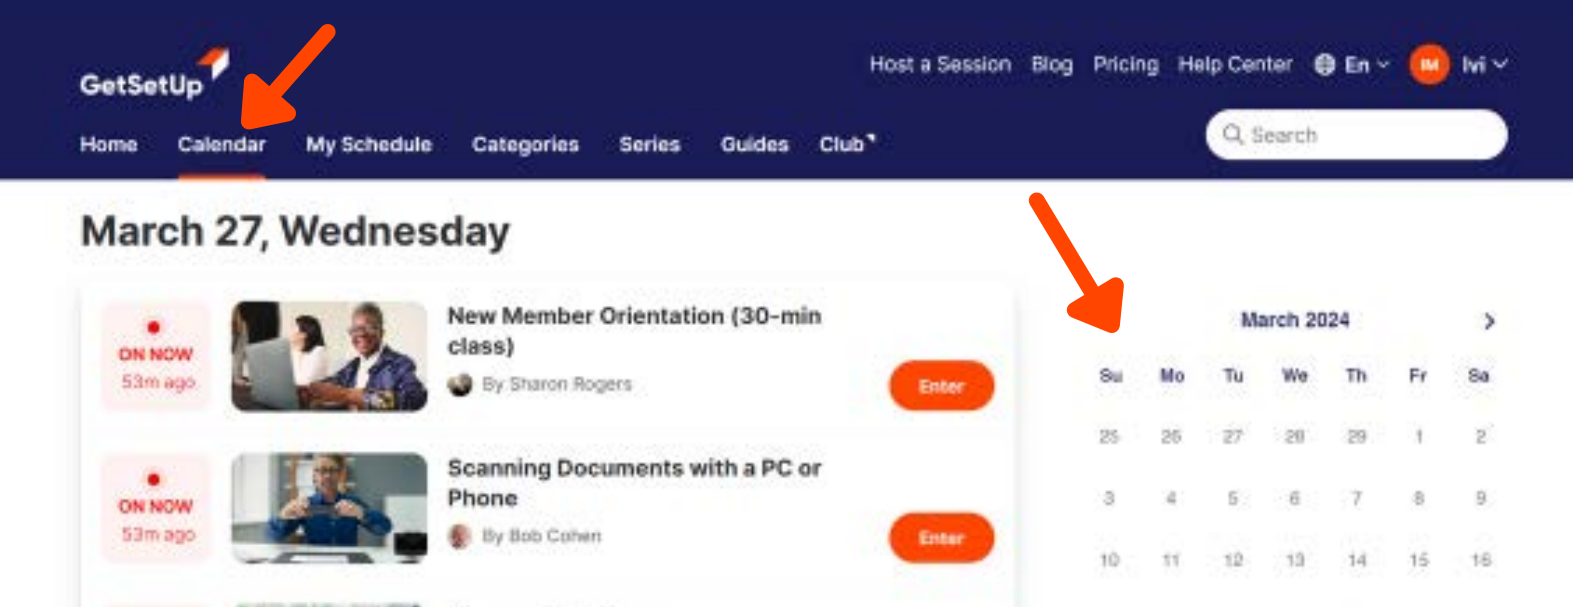 GetSetUp
Host a Session Blog Pricing Help Center En IM Ivi
Home Calendar My Schedule Categories Series Guides Club
Search
March 27, Wednesday
ON NOW
53m ago
New Member Orientation (30-min
class)
By Sharon Rogers
Enter
ON NOW
53m ago
Scanning Documents with a PC or
Phone
By Bob Cohen
Enter
March 2024
Su Mo Tu We Th Fr Sa
25 26 27 28 29 1 2
3 4 5 6 7 8 9
10 11 12 13 14 15 16